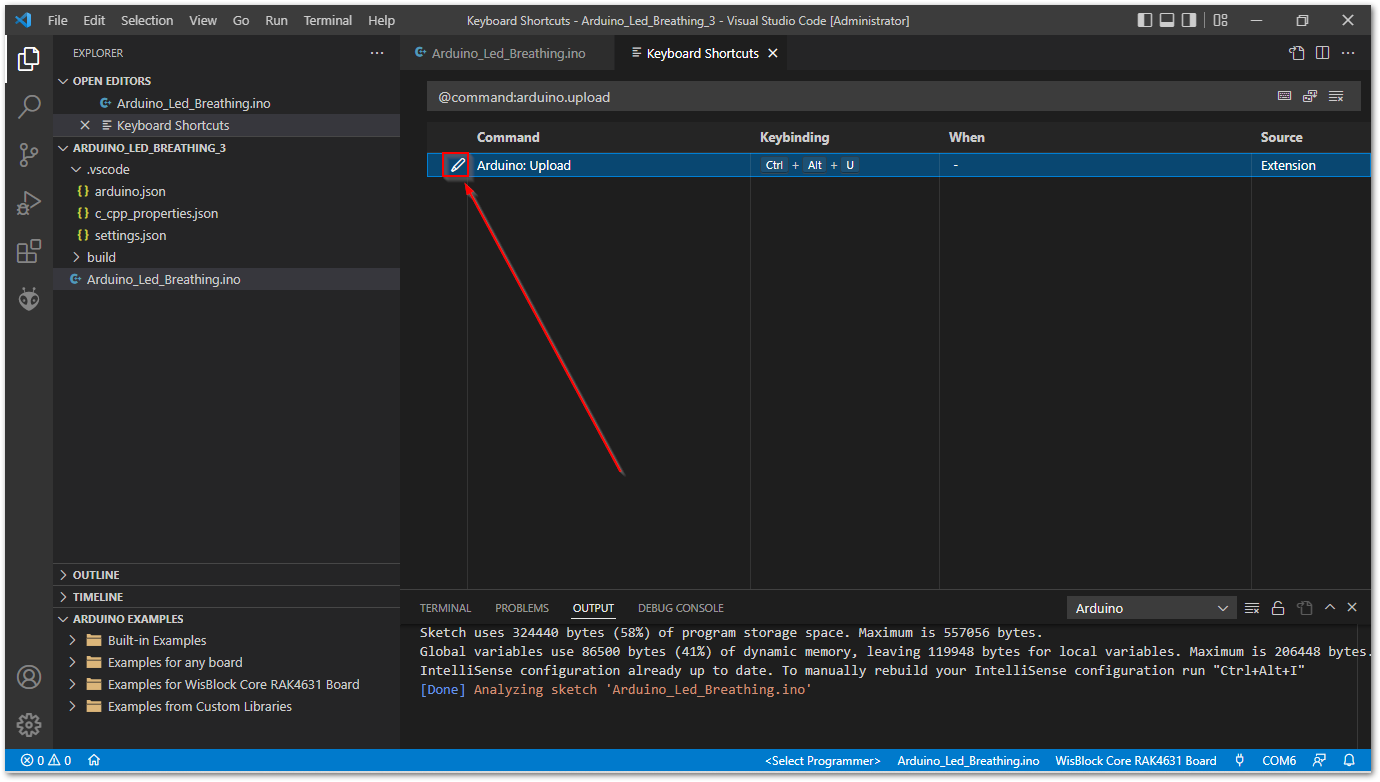 File Edit Selection View Go Run Terminal Help
Keyboard Shortcuts - Arduino_Led_Breathing_3 - Visual Studio Code [Administrator]
EXPLORER
OPEN EDITORS
Arduino_Led_Breathing.ino
Keyboard Shortcuts
ARDUINO_LED_BREATHING_3
.vscode
{} arduino.json
{} c_cpp_properties.json
{} settings.json
build
Arduino_Led_Breathing.ino
OUTLINE
TIMELINE
ARDUINO EXAMPLES
Built-in Examples
Examples for any board
Examples for WisBlock Core RAK4631 Board
Examples from Custom Libraries
Arduino_Led_Breathing.ino Keyboard Shortcuts
@command:arduino.upload
Command Keybinding When Source
Arduino: Upload Ctrl + Alt + U - Extension
TERMINAL PROBLEMS OUTPUT DEBUG CONSOLE Arduino
Sketch uses 324440 bytes (58%) of program storage space. Maximum is 557056 bytes.
Global variables use 86500 bytes (41%) of dynamic memory, leaving 119948 bytes for local variables. Maximum is 206448 bytes.
IntelliSense configuration already up to date. To manually rebuild your IntelliSense configuration run "Ctrl+Alt+I"
[Done] Analyzing sketch 'Arduino_Led_Breathing.ino'
0 0 <Select Programmer> Arduino_Led_Breathing.ino WisBlock Core RAK4631 Board COM6